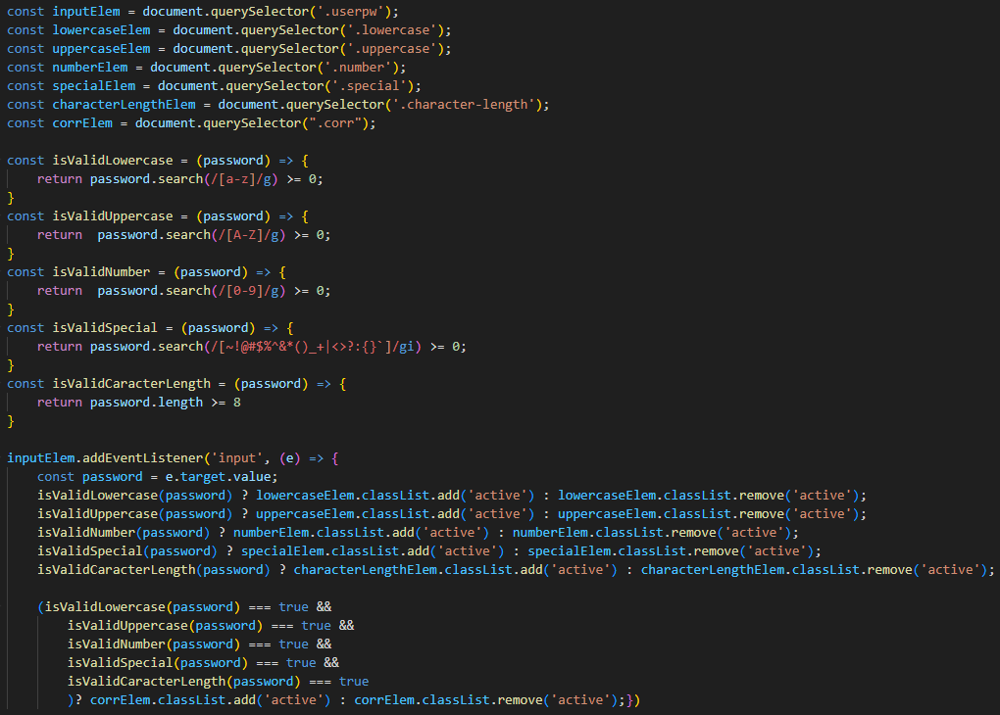 const inputElem = document.querySelector('.userpw');
const lowercaseElem = document.querySelector('.lowercase');
const uppercaseElem = document.querySelector('.uppercase');
const numberElem = document.querySelector('.number');
const specialElem = document.querySelector('.special');
const characterLengthElem = document.querySelector('.character-length');
const corrElem = document.querySelector(".corr");

const isValidLowercase = (password) => {
    return password.search(/[a-z]/g) >= 0;
}
const isValidUppercase = (password) => {
    return  password.search(/[A-Z]/g) >= 0;
}
const isValidNumber = (password) => {
    return  password.search(/[0-9]/g) >= 0;
}
const isValidSpecial = (password) => {
    return password.search(/[~!@#$%^&*()_+|<>?:{}`]/gi) >= 0;
}
const isValidCaracterLength = (password) => {
    return password.length >= 8
}

inputElem.addEventListener('input', (e) => {
    const password = e.target.value;
    isValidLowercase(password) ? lowercaseElem.classList.add('active') : lowercaseElem.classList.remove('active');
    isValidUppercase(password) ? uppercaseElem.classList.add('active') : uppercaseElem.classList.remove('active');
    isValidNumber(password) ? numberElem.classList.add('active') : numberElem.classList.remove('active');
    isValidSpecial(password) ? specialElem.classList.add('active') : specialElem.classList.remove('active');
    isValidCaracterLength(password) ? characterLengthElem.classList.add('active') : characterLengthElem.classList.remove('active');

    (isValidLowercase(password) === true &&
        isValidUppercase(password) === true &&
        isValidNumber(password) === true &&
        isValidSpecial(password) === true &&
        isValidCaracterLength(password) === true
        )? corrElem.classList.add('active') : corrElem.classList.remove('active');})